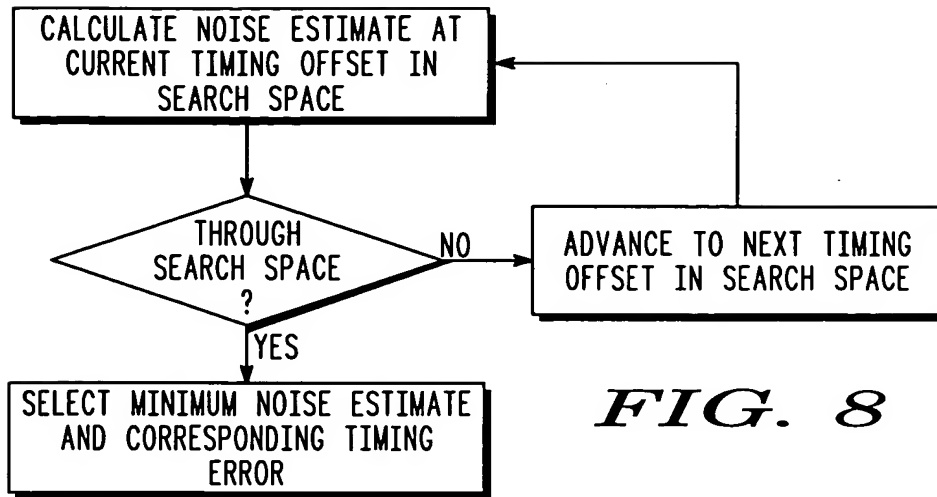 CALCULATE NOISE ESTIMATE AT
CURRENT TIMING OFFSET IN
SEARCH SPACE
THROUGH
SEARCH SPACE
?
NO
ADVANCE TO NEXT TIMING
OFFSET IN SEARCH SPACE
YES
SELECT MINIMUM NOISE ESTIMATE
AND CORRESPONDING TIMING
ERROR
FIG. 8